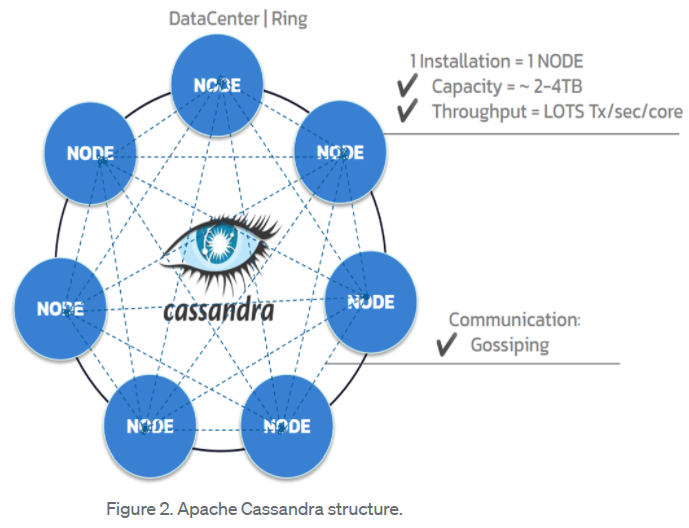 DataCenter | Ring
1 Installation = 1 NODE
✔ Capacity = ~ 2-4TB
✔ Throughput = LOTS Tx/sec/core
NODE
NODE
NODE
NODE
NODE
NODE
NODE
cassandra
Communication:
✔ Gossiping
Figure 2. Apache Cassandra structure.